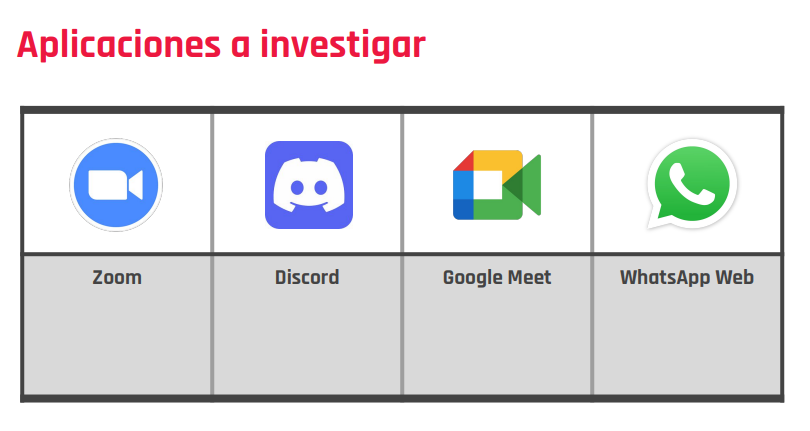 Aplicaciones a investigar
Zoom
Discord
Google Meet
WhatsApp Web